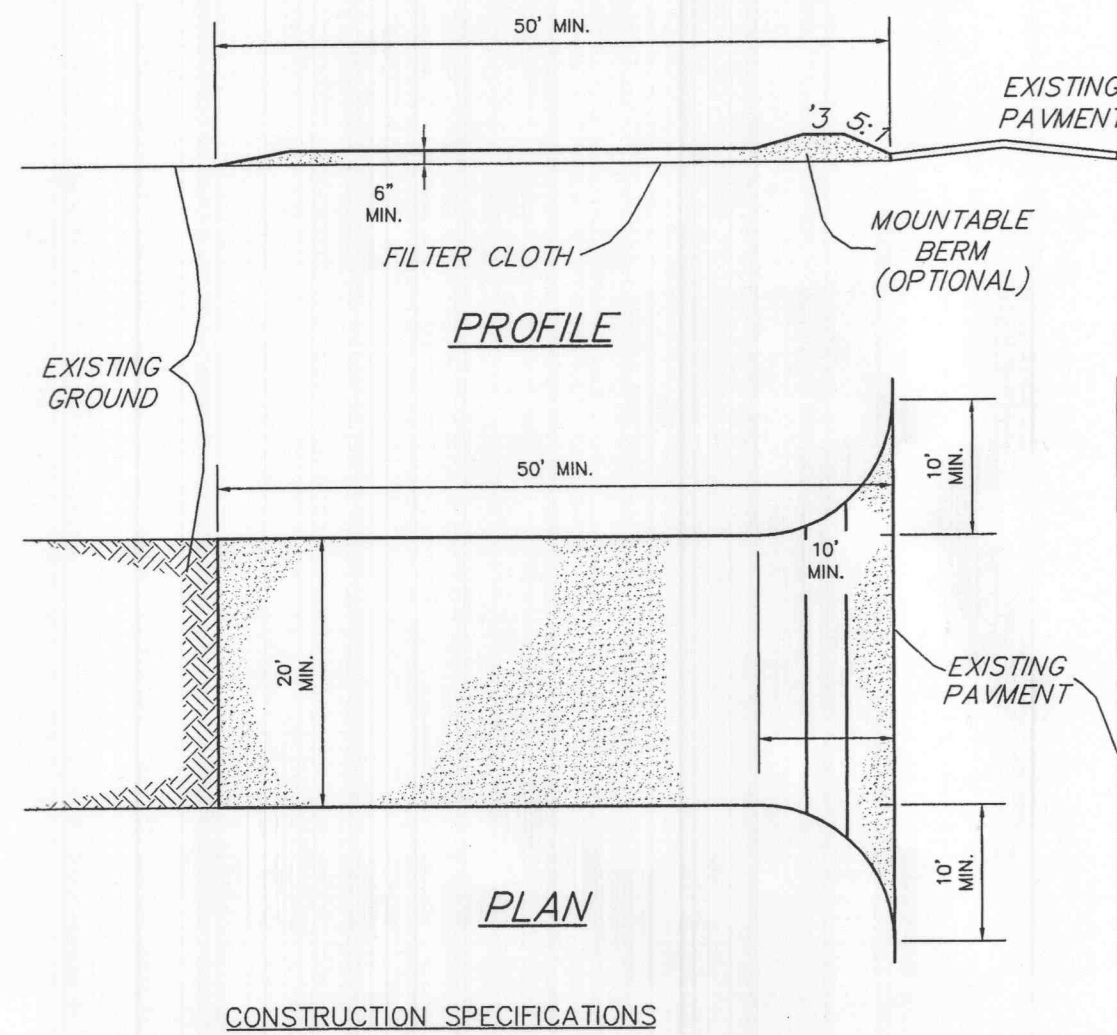 50' MIN.
EXISTING
PAVMENT
'3 5:1
6"
MIN.
FILTER CLOTH
MOUNTABLE
BERM
(OPTIONAL)
PROFILE
EXISTING
GROUND
50' MIN.
10'
MIN.
10'
MIN.
20'
MIN.
EXISTING
PAVMENT
10'
MIN.
PLAN
CONSTRUCTION SPECIFICATIONS